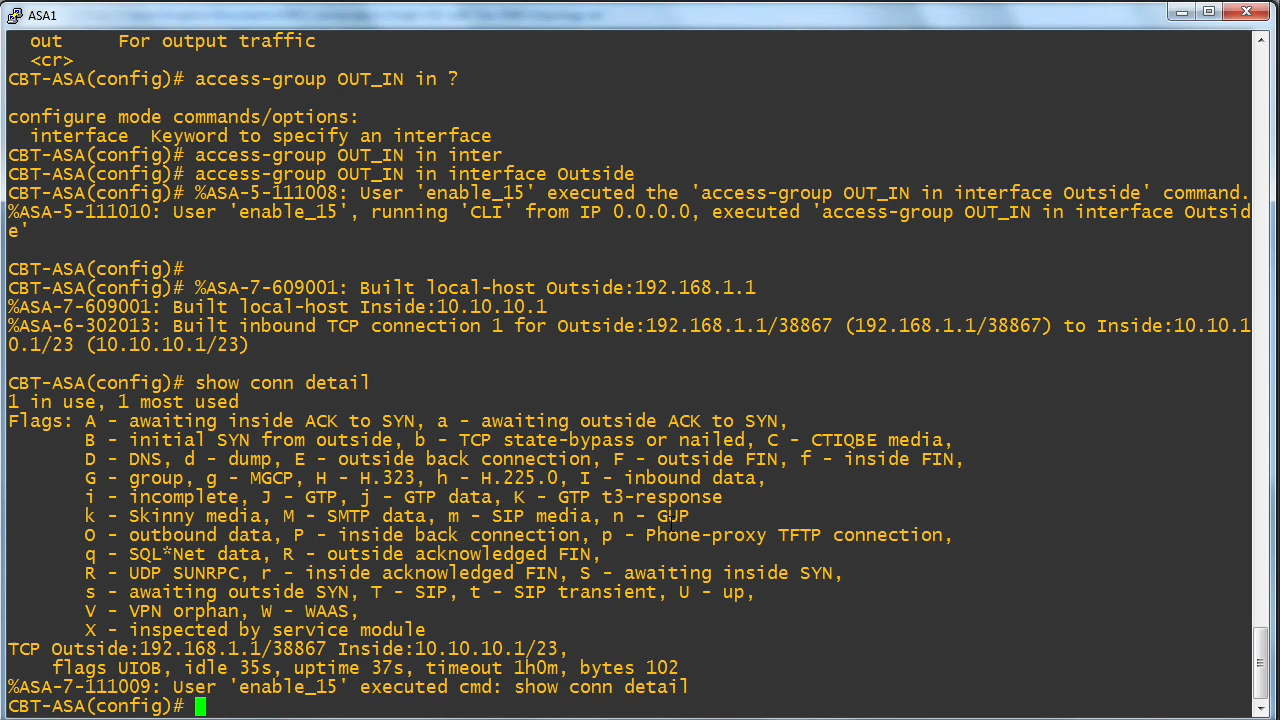 ASA1
out     For output traffic
<cr>
CBT-ASA(config)# access-group OUT_IN in ?
configure mode commands/options:
interface  Keyword to specify an interface
CBT-ASA(config)# access-group OUT_IN in inter
CBT-ASA(config)# access-group OUT_IN in interface Outside
CBT-ASA(config)# %ASA-5-111008: User 'enable_15' executed the 'access-group OUT_IN in interface Outside' command.
%ASA-5-111010: User 'enable_15', running 'CLI' from IP 0.0.0.0, executed 'access-group OUT_IN in interface Outsid
e'
CBT-ASA(config)#
CBT-ASA(config)# %ASA-7-609001: Built local-host Outside:192.168.1.1
%ASA-7-609001: Built local-host Inside:10.10.10.1
%ASA-6-302013: Built inbound TCP connection 1 for Outside:192.168.1.1/38867 (192.168.1.1/38867) to Inside:10.10.1
0.1/23 (10.10.10.1/23)
CBT-ASA(config)# show conn detail
1 in use, 1 most used
Flags: A - awaiting inside ACK to SYN, a - awaiting outside ACK to SYN,
B - initial SYN from outside, b - TCP state-bypass or nailed, C - CTIQBE media,
D - DNS, d - dump, E - outside back connection, F - outside FIN, f - inside FIN,
G - group, g - MGCP, H - H.323, h - H.225.0, I - inbound data,
i - incomplete, J - GTP, j - GTP data, K - GTP t3-response
k - Skinny media, M - SMTP data, m - SIP media, n - GUP
O - outbound data, P - inside back connection, p - Phone-proxy TFTP connection,
q - SQL*Net data, R - outside acknowledged FIN,
R - UDP SUNRPC, r - inside acknowledged FIN, S - awaiting inside SYN,
s - awaiting outside SYN, T - SIP, t - SIP transient, U - up,
V - VPN orphan, W - WAAS,
X - inspected by service module
TCP Outside:192.168.1.1/38867 Inside:10.10.10.1/23,
flags UIOB, idle 35s, uptime 37s, timeout 1h0m, bytes 102
%ASA-7-111009: User 'enable_15' executed cmd: show conn detail
CBT-ASA(config)#